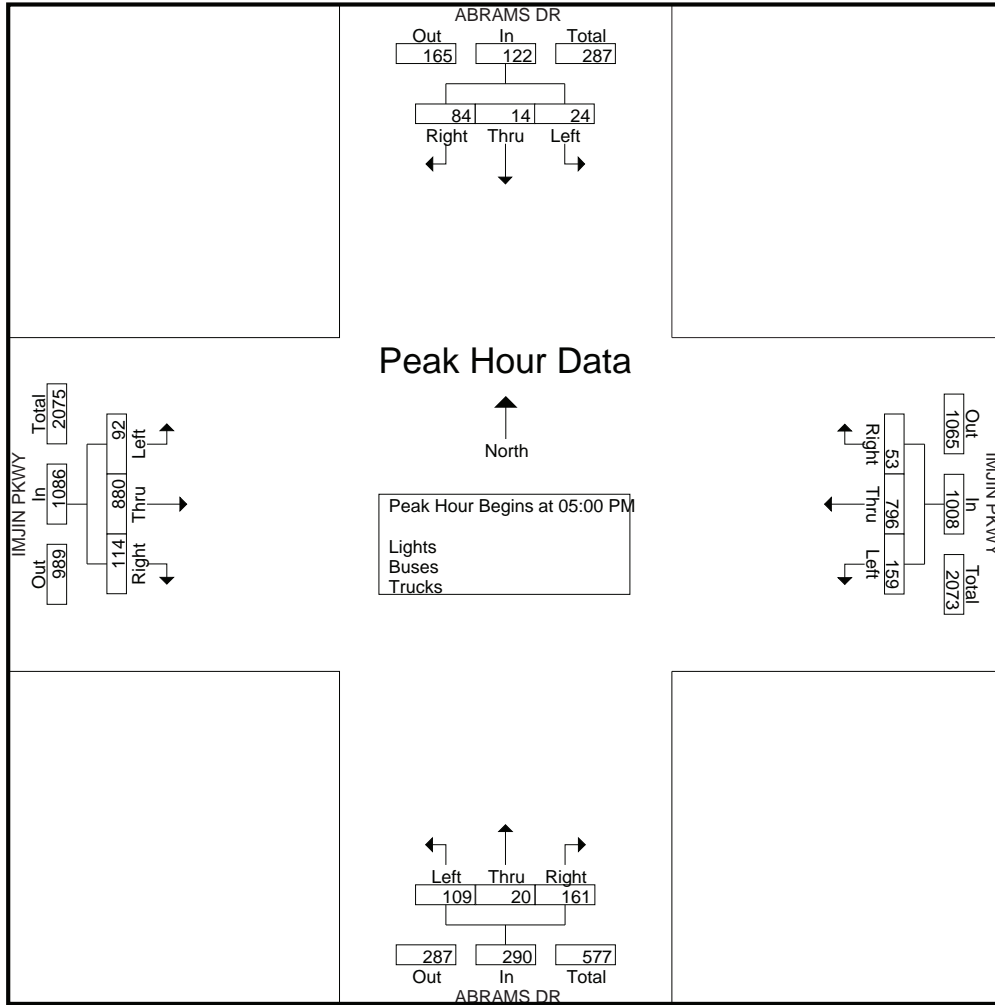 ABRAMS DR
Out In Total
165 122 287
84 14 24
Right Thru Left
Peak Hour Data
North
Peak Hour Begins at 05:00 PM
Lights
Buses
Trucks
IMJIN PKWY
Out In Total
989 1086 2075
92 880 114
Left Thru Right
Right Thru Left
53 796 159
Out In Total
1065 1008 2073
IMJIN PKWY
Left Thru Right
109 20 161
287 290 577
Out In Total
ABRAMS DR